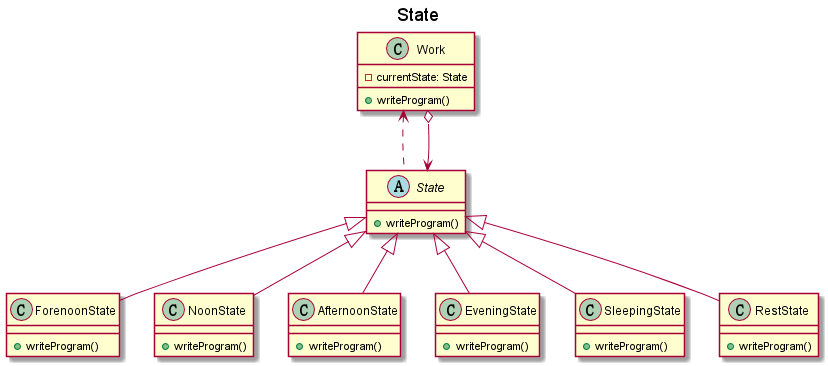 State
C Work
currentState: State
writeProgram()
A State
writeProgram()
C ForenoonState
writeProgram()
C NoonState
writeProgram()
C AfternoonState
writeProgram()
C EveningState
writeProgram()
C SleepingState
writeProgram()
C RestState
writeProgram()